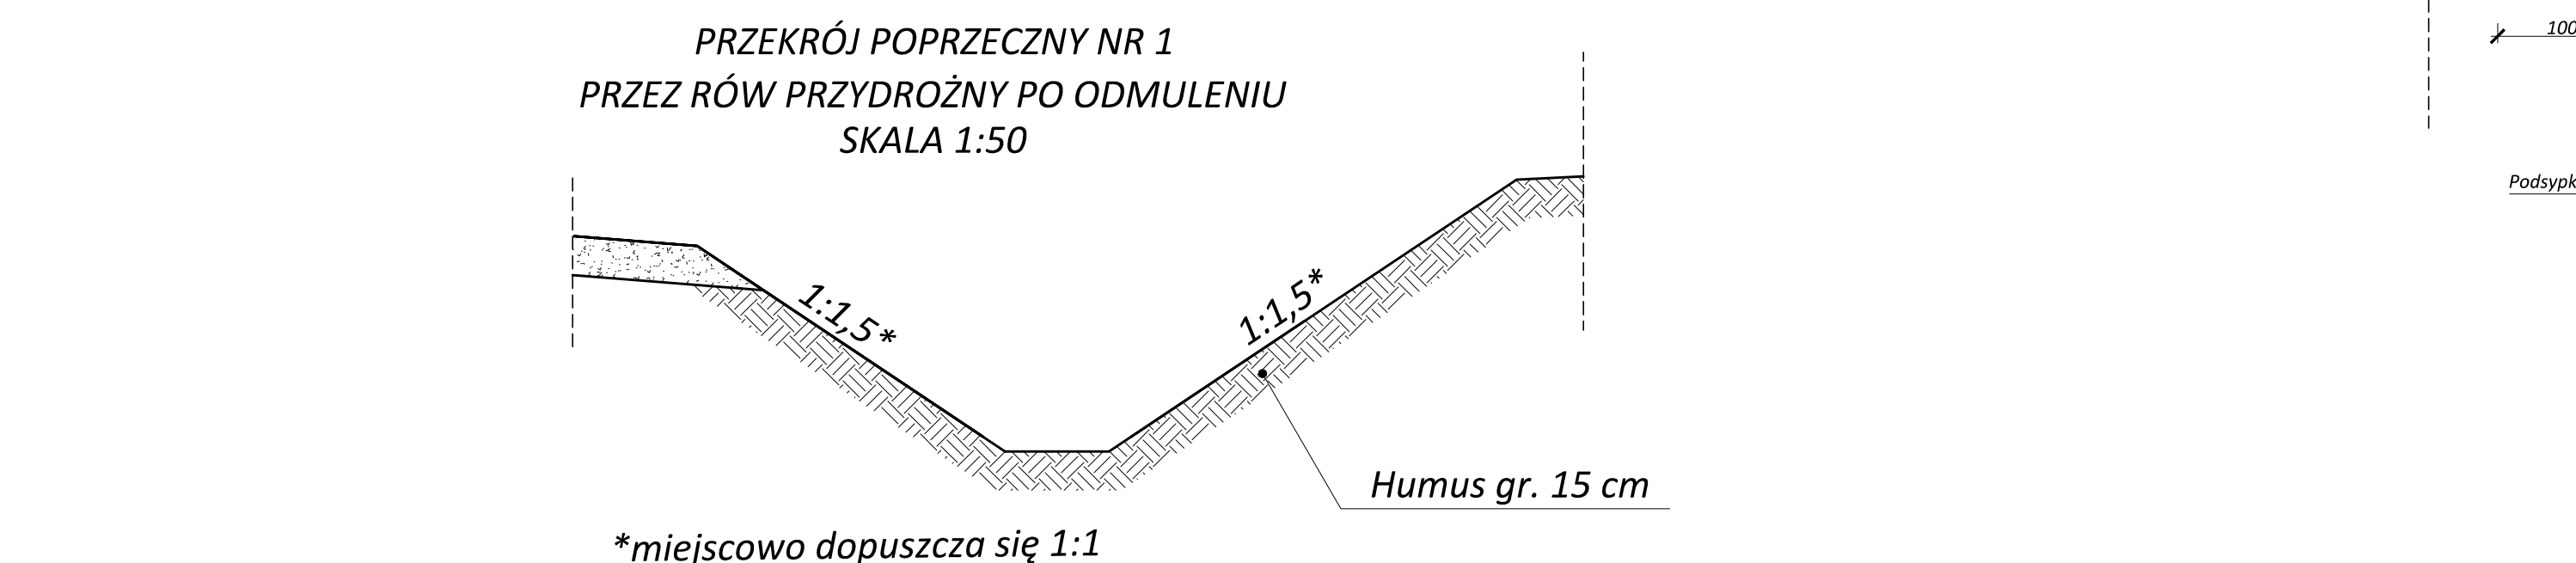 PRZEKRÓJ POPRZECZNY NR 1
PRZEZ RÓW PRZYDROŻNY PO ODMULENIU
SKALA 1:50
100
Podsypk
1:1,5*
1:1,5*
Humus gr. 15 cm
*miejscowo dopuszcza się 1:1